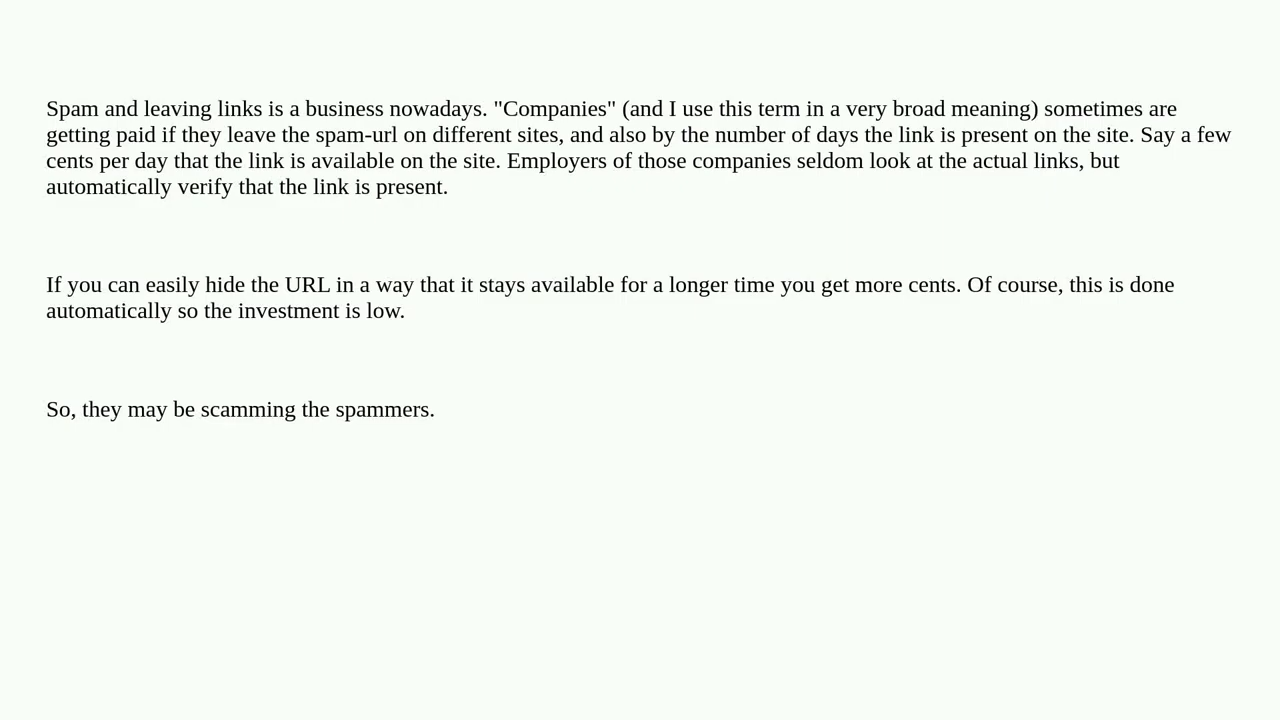 Spam and leaving links is a business nowadays. "Companies" (and I use this term in a very broad meaning) sometimes are
getting paid if they leave the spam-url on different sites, and also by the number of days the link is present on the site. Say a few
cents per day that the link is available on the site. Employers of those companies seldom look at the actual links, but
automatically verify that the link is present.
If you can easily hide the URL in a way that it stays available for a longer time you get more cents. Of course, this is done
automatically so the investment is low.
So, they may be scamming the spammers.